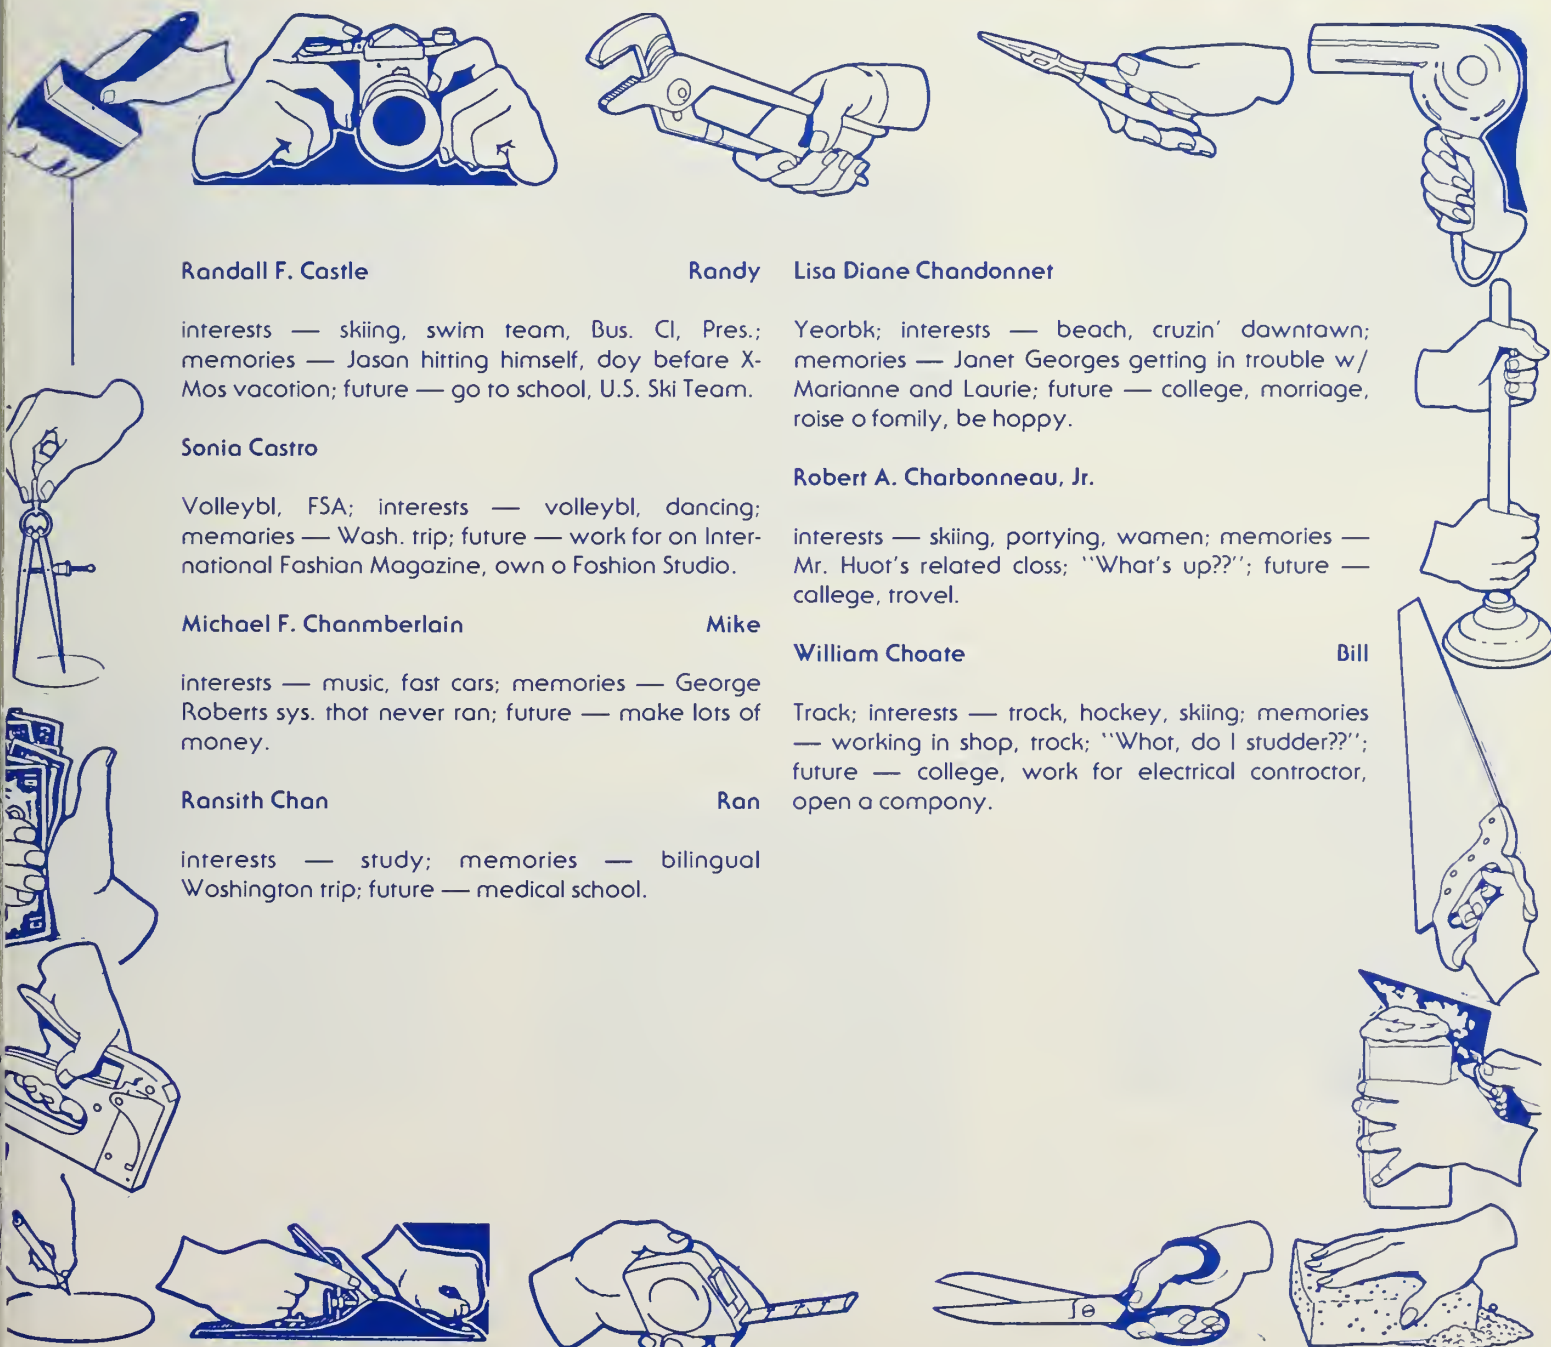 Randall F. Castle Randy
interests — skiing, swim team, Bus. Cl, Pres.;
memories — Jason hitting himself, day before X-
Mas vacation; future — go to school, U.S. Ski Team.
Sonia Castro
Volleybl, FSA; interests — volleybl, dancing;
memories — Wash. trip; future — work for an Inter-
national Fashion Magazine, own a Fashion Studio.
Michael F. Chanmberlain Mike
interests — music, fast cars; memories — George
Roberts sys. that never ran; future — make lots of
money.
Ransith Chan Ran
interests — study; memories — bilingual
Washington trip; future — medical school.
Lisa Diane Chandonnet
Yearbk; interests — beach, cruzin' downtown;
memories — Janet Georges getting in trouble w/
Marianne and Laurie; future — college, marriage,
raise a family, be happy.
Robert A. Charbonneau, Jr.
interests — skiing, partying, women; memories —
Mr. Huot's related class; "What's up??"; future —
college, travel.
William Choate Bill
Track; interests — track, hockey, skiing; memories
— working in shop, track; "What, do I studder??";
future — college, work for electrical contractor,
open a company.